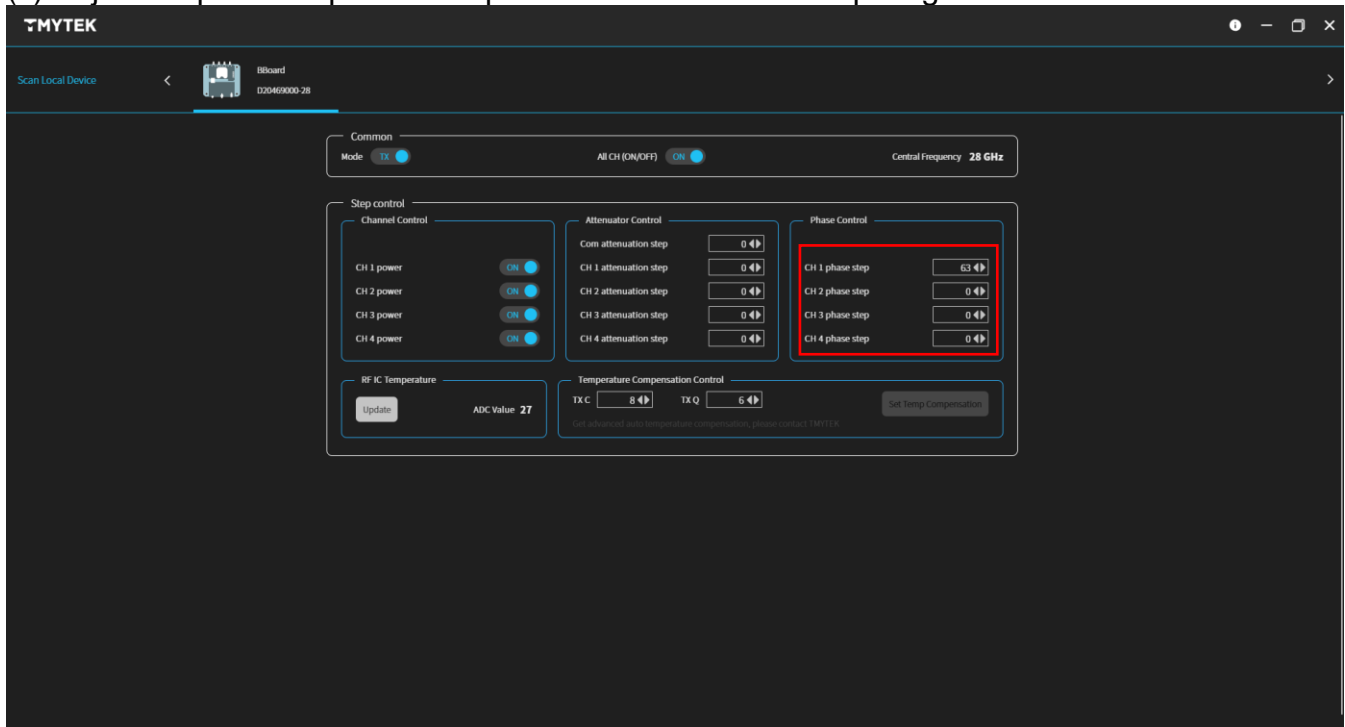 TMYTEK
Scan Local Device
BBoard
D20469000-28
Common
Mode TX All CH (ON/OFF) ON Central Frequency 28 GHz
Step control
Channel Control Attenuator Control Phase Control
Com attenuation step 0
CH 1 power ON CH 1 attenuation step 0 CH 1 phase step 63
CH 2 power ON CH 2 attenuation step 0 CH 2 phase step 0
CH 3 power ON CH 3 attenuation step 0 CH 3 phase step 0
CH 4 power ON CH 4 attenuation step 0 CH 4 phase step 0
RF IC Temperature Temperature Compensation Control
Update ADC Value 27 TX C 8 TX Q 6 Set Temp Compensation
Get advanced auto temperature compensation, please contact TMYTEK